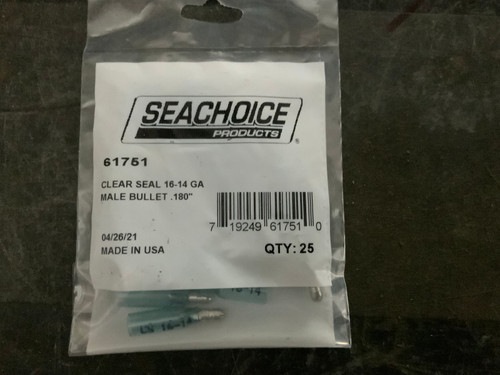 SEACHOICE
PRODUCTS
®
61751
CLEAR SEAL 16-14 GA
MALE BULLET .180"
7 19249 61751 0
04/26/21
MADE IN USA
QTY: 25
16-14
CS 16-14